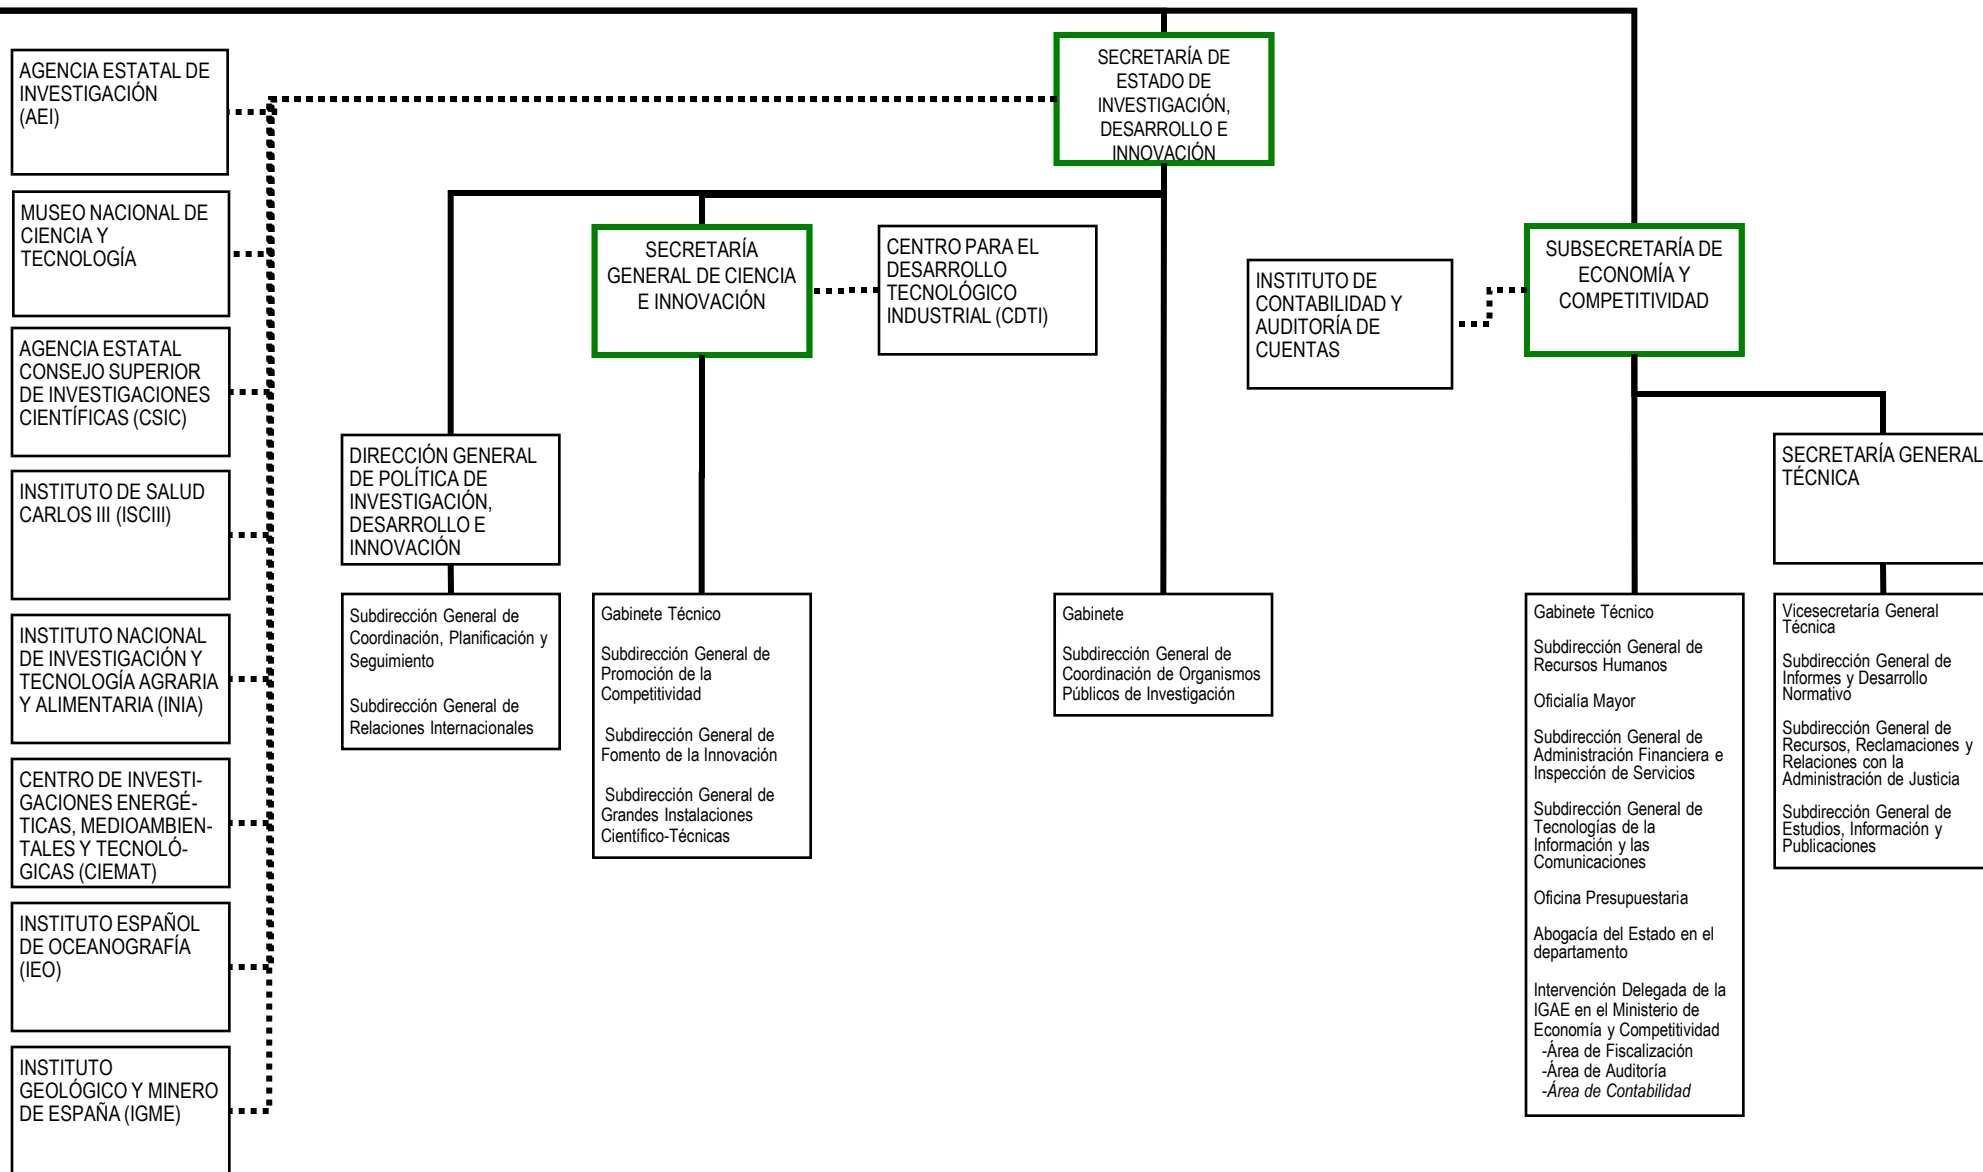 AGENCIA ESTATAL DE
INVESTIGACIÓN
(AEI)
MUSEO NACIONAL DE
CIENCIA Y
TECNOLOGÍA
AGENCIA ESTATAL
CONSEJO SUPERIOR
DE INVESTIGACIONES
CIENTÍFICAS (CSIC)
INSTITUTO DE SALUD
CARLOS III (ISCIII)
INSTITUTO NACIONAL
DE INVESTIGACIÓN Y
TECNOLOGÍA AGRARIA
Y ALIMENTARIA (INIA)
CENTRO DE INVESTI-
GACIONES ENERGÉ-
TICAS, MEDIOAMBIEN-
TALES Y TECNOLÓ-
GICAS (CIEMAT)
INSTITUTO ESPAÑOL
DE OCEANOGRAFÍA
(IEO)
INSTITUTO
GEOLÓGICO Y MINERO
DE ESPAÑA (IGME)
SECRETARÍA DE
ESTADO DE
INVESTIGACIÓN,
DESARROLLO E
INNOVACIÓN
SECRETARÍA
GENERAL DE CIENCIA
E INNOVACIÓN
CENTRO PARA EL
DESARROLLO
TECNOLÓGICO
INDUSTRIAL (CDTI)
DIRECCIÓN GENERAL
DE POLÍTICA DE
INVESTIGACIÓN,
DESARROLLO E
INNOVACIÓN
Subdirección General de
Coordinación, Planificación y
Seguimiento
Subdirección General de
Relaciones Internacionales
Gabinete Técnico
Subdirección General de
Promoción de la
Competitividad
Subdirección General de
Fomento de la Innovación
Subdirección General de
Grandes Instalaciones
Científico-Técnicas
Gabinete
Subdirección General de
Coordinación de Organismos
Públicos de Investigación
INSTITUTO DE
CONTABILIDAD Y
AUDITORÍA DE
CUENTAS
SUBSECRETARÍA DE
ECONOMÍA Y
COMPETITIVIDAD
Gabinete Técnico
Subdirección General de
Recursos Humanos
Oficialía Mayor
Subdirección General de
Administración Financiera e
Inspección de Servicios
Subdirección General de
Tecnologías de la
Información y las
Comunicaciones
Oficina Presupuestaria
Abogacía del Estado en el
departamento
Intervención Delegada de la
IGAE en el Ministerio de
Economía y Competitividad
-Área de Fiscalización
-Área de Auditoría
-Área de Contabilidad
SECRETARÍA GENERAL
TÉCNICA
Vicesecretaría General
Técnica
Subdirección General de
Informes y Desarrollo
Normativo
Subdirección General de
Recursos, Reclamaciones y
Relaciones con la
Administración de Justicia
Subdirección General de
Estudios, Información y
Publicaciones